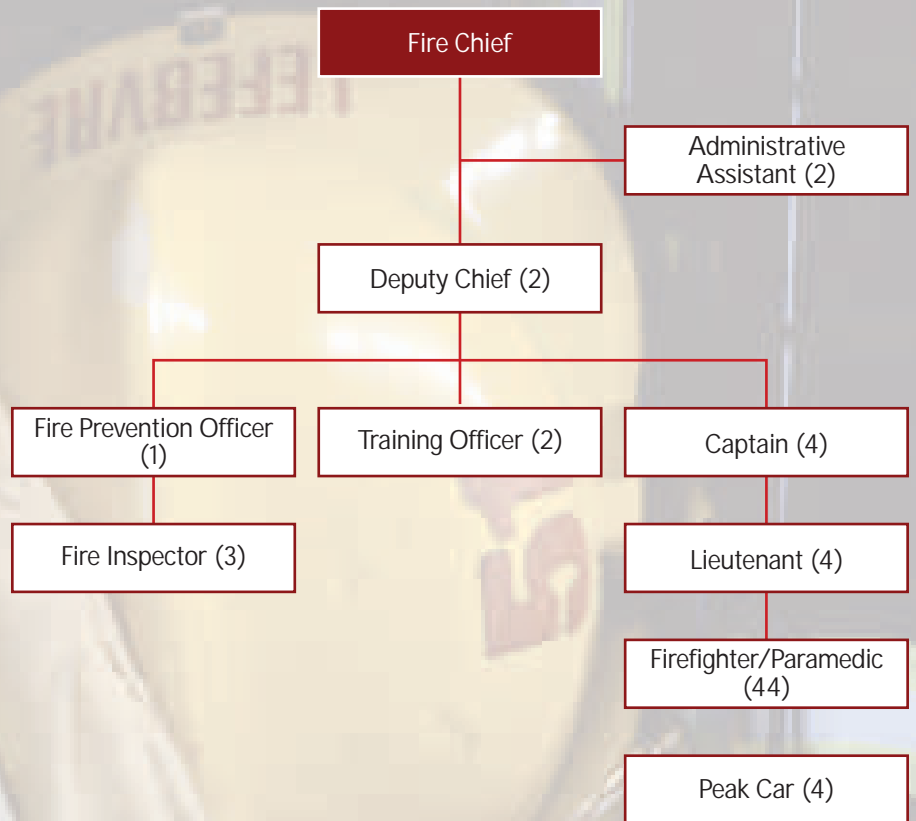 Fire Chief
Administrative
Assistant (2)
Deputy Chief (2)
Fire Prevention Officer
(1)
Training Officer (2)
Captain (4)
Fire Inspector (3)
Lieutenant (4)
Firefighter/Paramedic
(44)
Peak Car (4)
LEFEBVRE